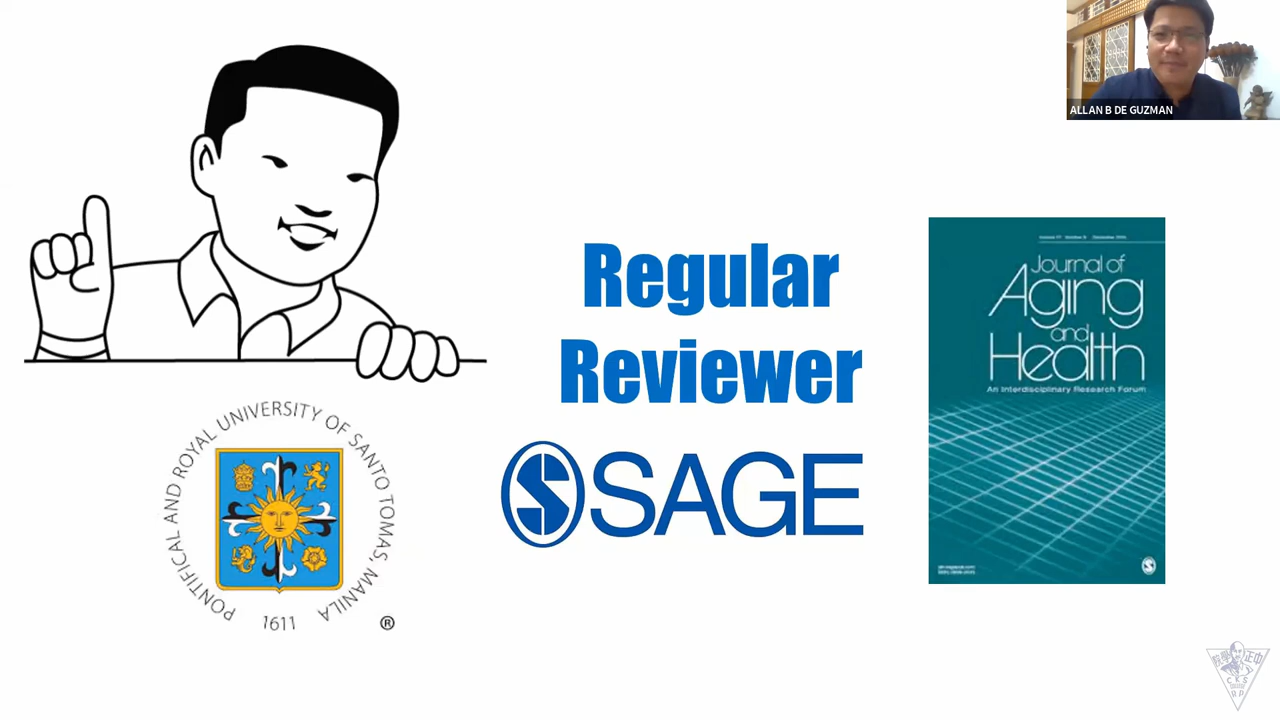 ALLAN B DE GUZMAN
Regular
Reviewer
SAGE
Journal of
Aging
and
Health
An Interdisciplinary Research Forum
PONTIFICAL AND ROYAL UNIVERSITY OF SANTO TOMAS, MANILA
1611
®
C K S